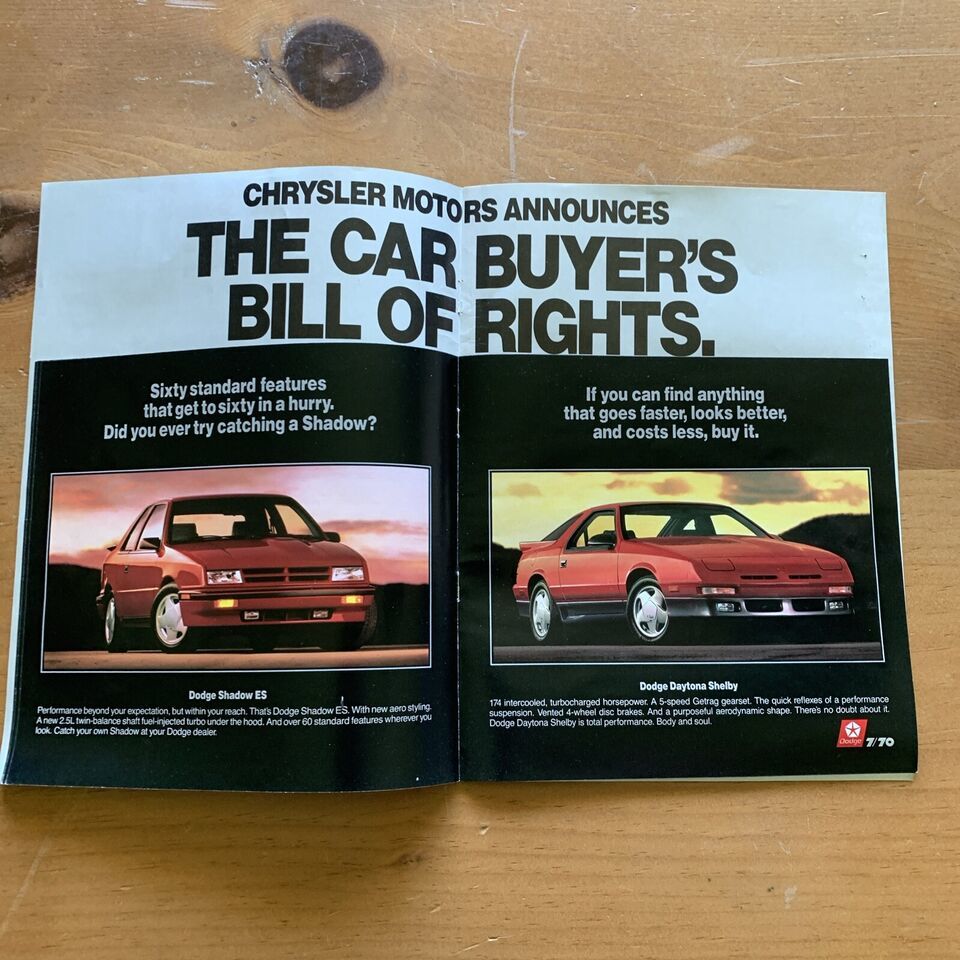 CHRYSLER MOTORS ANNOUNCES
THE CAR BUYER'S
BILL OF RIGHTS.
Sixty standard features
that get to sixty in a hurry.
Did you ever try catching a Shadow?
Dodge Shadow ES
Performance beyond your expectation, but within your reach. That's Dodge Shadow ES. With new aero styling.
A new 2.5L twin-balance shaft fuel-injected turbo under the hood. And over 60 standard features wherever you
look. Catch your own Shadow at your Dodge dealer.
If you can find anything
that goes faster, looks better,
and costs less, buy it.
Dodge Daytona Shelby
174 intercooled, turbocharged horsepower. A 5-speed Getrag gearset. The quick reflexes of a performance
suspension. Vented 4-wheel disc brakes. And a purposeful aerodynamic shape. There's no doubt about it.
Dodge Daytona Shelby is total performance. Body and soul.
Dodge 7/70